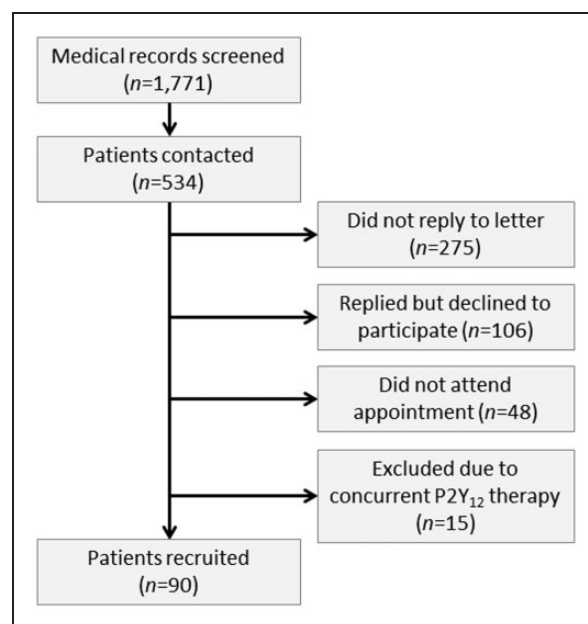 Medical records screened
(n=1,771)
Patients contacted
(n=534)
Did not reply to letter
(n=275)
Replied but declined to
participate (n=106)
Did not attend
appointment (n=48)
Excluded due to
concurrent P2Y₁₂ therapy
(n=15)
Patients recruited
(n=90)